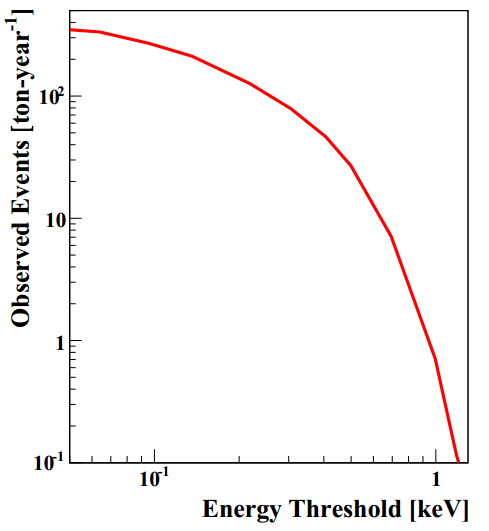 Observed Events [ton-year⁻¹]
10²
10
1
10⁻¹
10⁻¹ 1
Energy Threshold [keV]